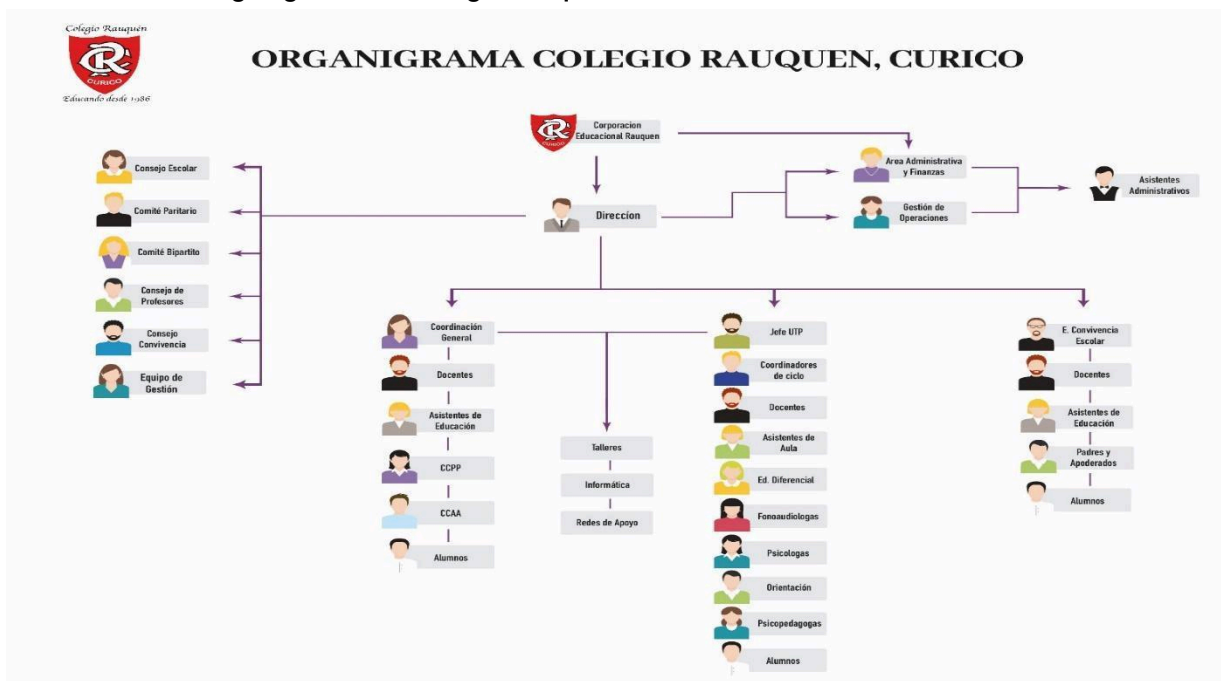 Colegio Rauquén
CR
CURICO
Educando desde 1986
ORGANIGRAMA COLEGIO RAUQUEN, CURICO
CR
Corporacion
Educacional Rauquen
Direccion
Area Administrativa
y Finanzas
Gestión de
Operaciones
Asistentes
Administrativos
Consejo Escolar
Comité Paritario
Comité Bipartito
Consejo de
Profesores
Consejo
Convivencia
Equipo de
Gestión
Coordinación
General
Docentes
Asistentes de
Educación
CCPP
CCAA
Alumnos
Talleres
Informática
Redes de Apoyo
Jefe UTP
Coordinadores
de ciclo
Docentes
Asistentes de
Aula
Ed. Diferencial
Fonoaudiologas
Psicologas
Orientación
Psicopedagogas
Alumnos
E. Convivencia
Escolar
Docentes
Asistentes de
Educación
Padres y
Apoderados
Alumnos